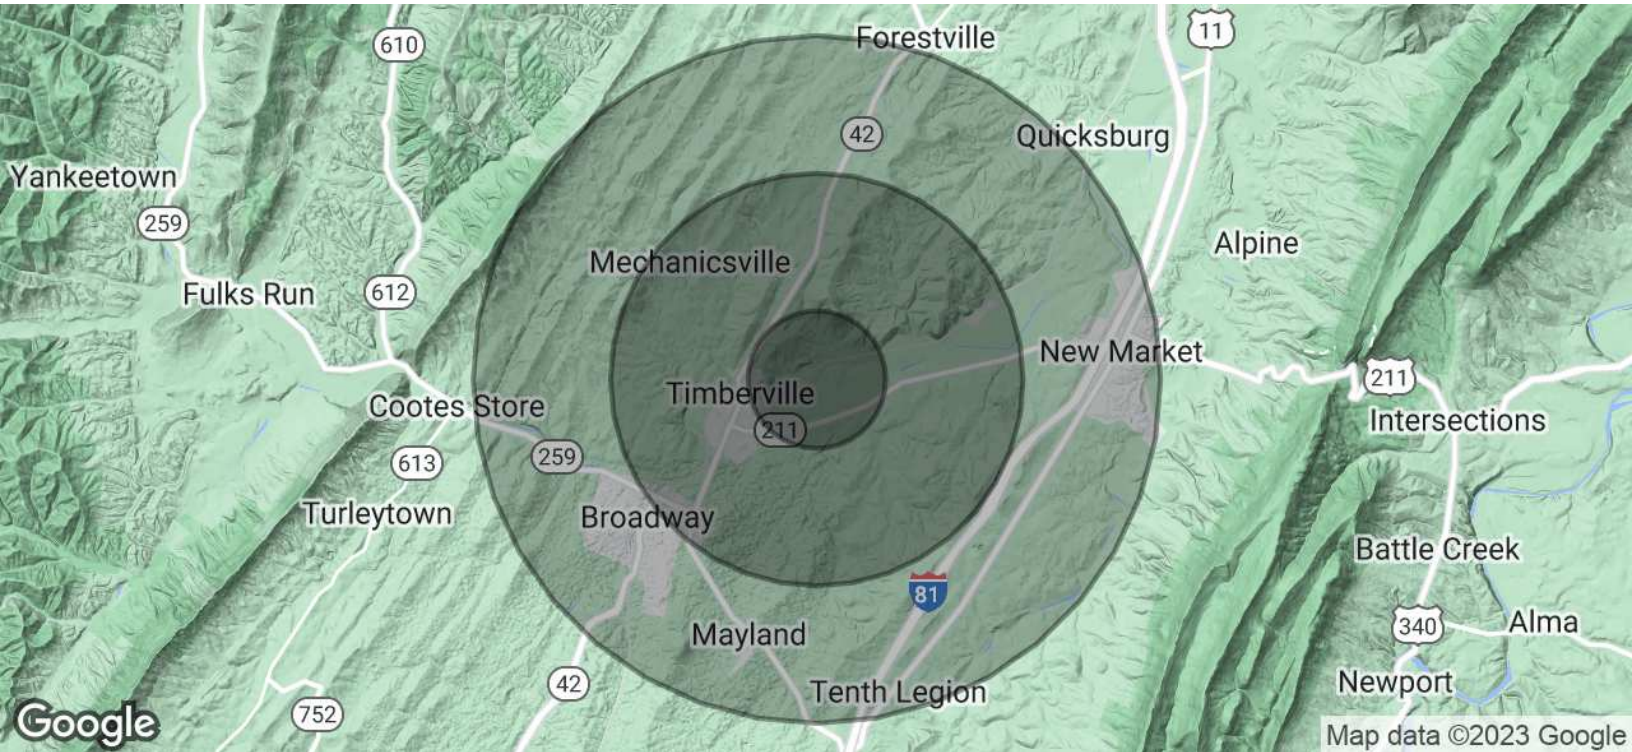 11
Forestville
610
42
Quicksburg
Yankeetown
259
Alpine
Mechanicsville
Fulks Run
612
New Market
211
Timberville
Cootes Store
Intersections
211
259
613
Turleytown
Broadway
Battle Creek
81
340
Alma
Mayland
42
Tenth Legion
Newport
752
Google
Map data ©2023 Google